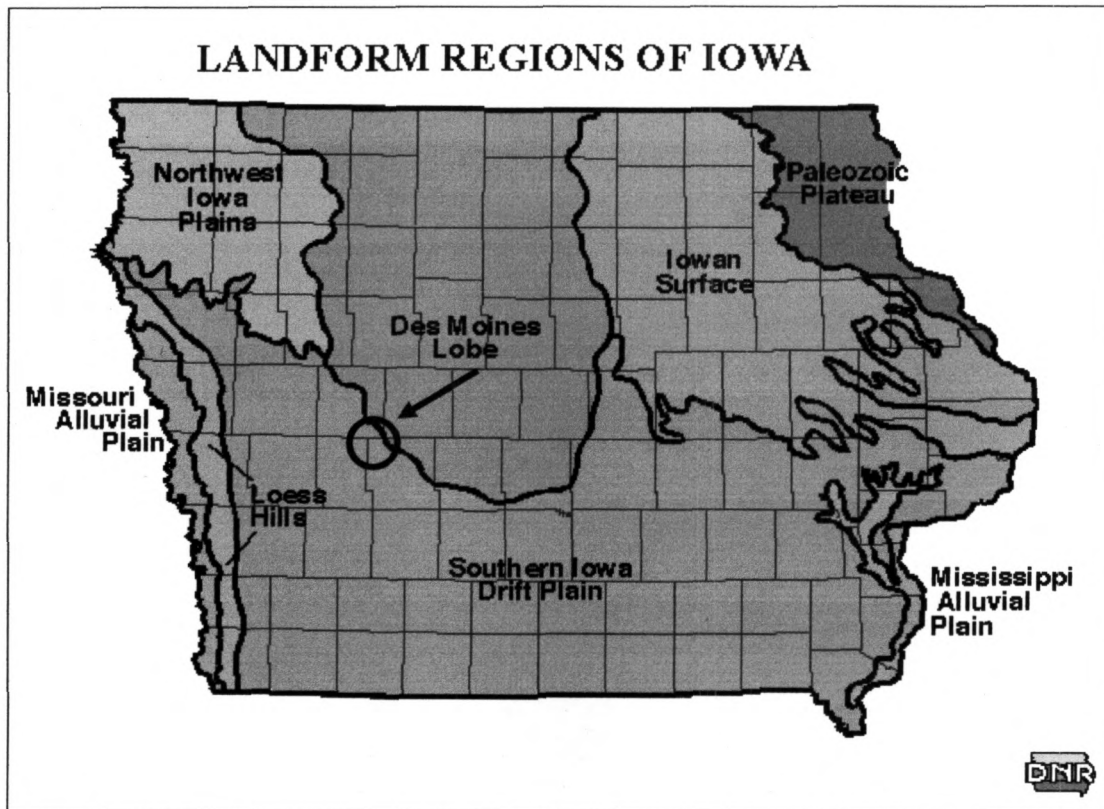 LANDFORM REGIONS OF IOWA
Northwest
Iowa
Plains
Paleozoic
Plateau
Iowan
Surface
Des Moines
Lobe
Missouri
Alluvial
Plain
Loess
Hills
Southern Iowa
Drift Plain
Mississippi
Alluvial
Plain
DNR